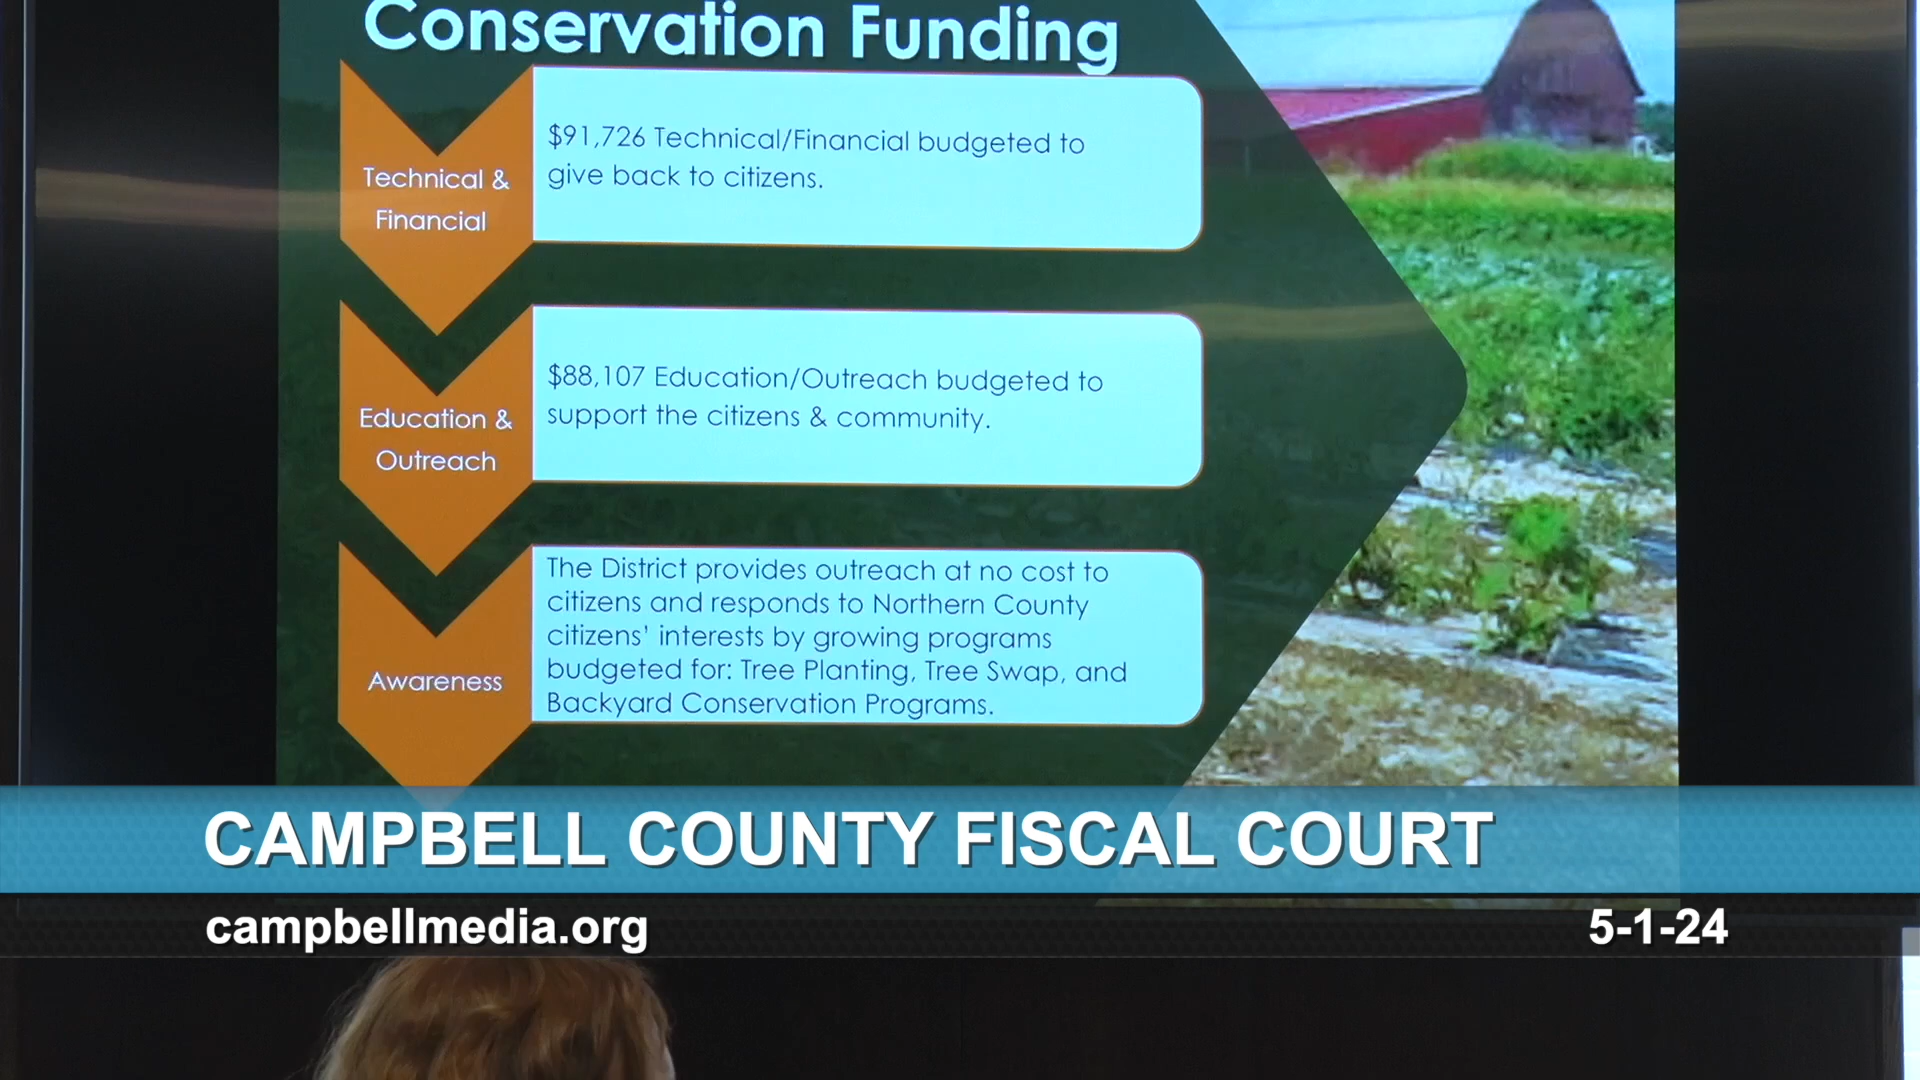 Conservation Funding
Technical &
Financial
$91,726 Technical/Financial budgeted to
give back to citizens.
Education &
Outreach
$88,107 Education/Outreach budgeted to
support the citizens & community.
Awareness
The District provides outreach at no cost to
citizens and responds to Northern County
citizens' interests by growing programs
budgeted for: Tree Planting, Tree Swap, and
Backyard Conservation Programs.
CAMPBELL COUNTY FISCAL COURT
campbellmedia.org
5-1-24